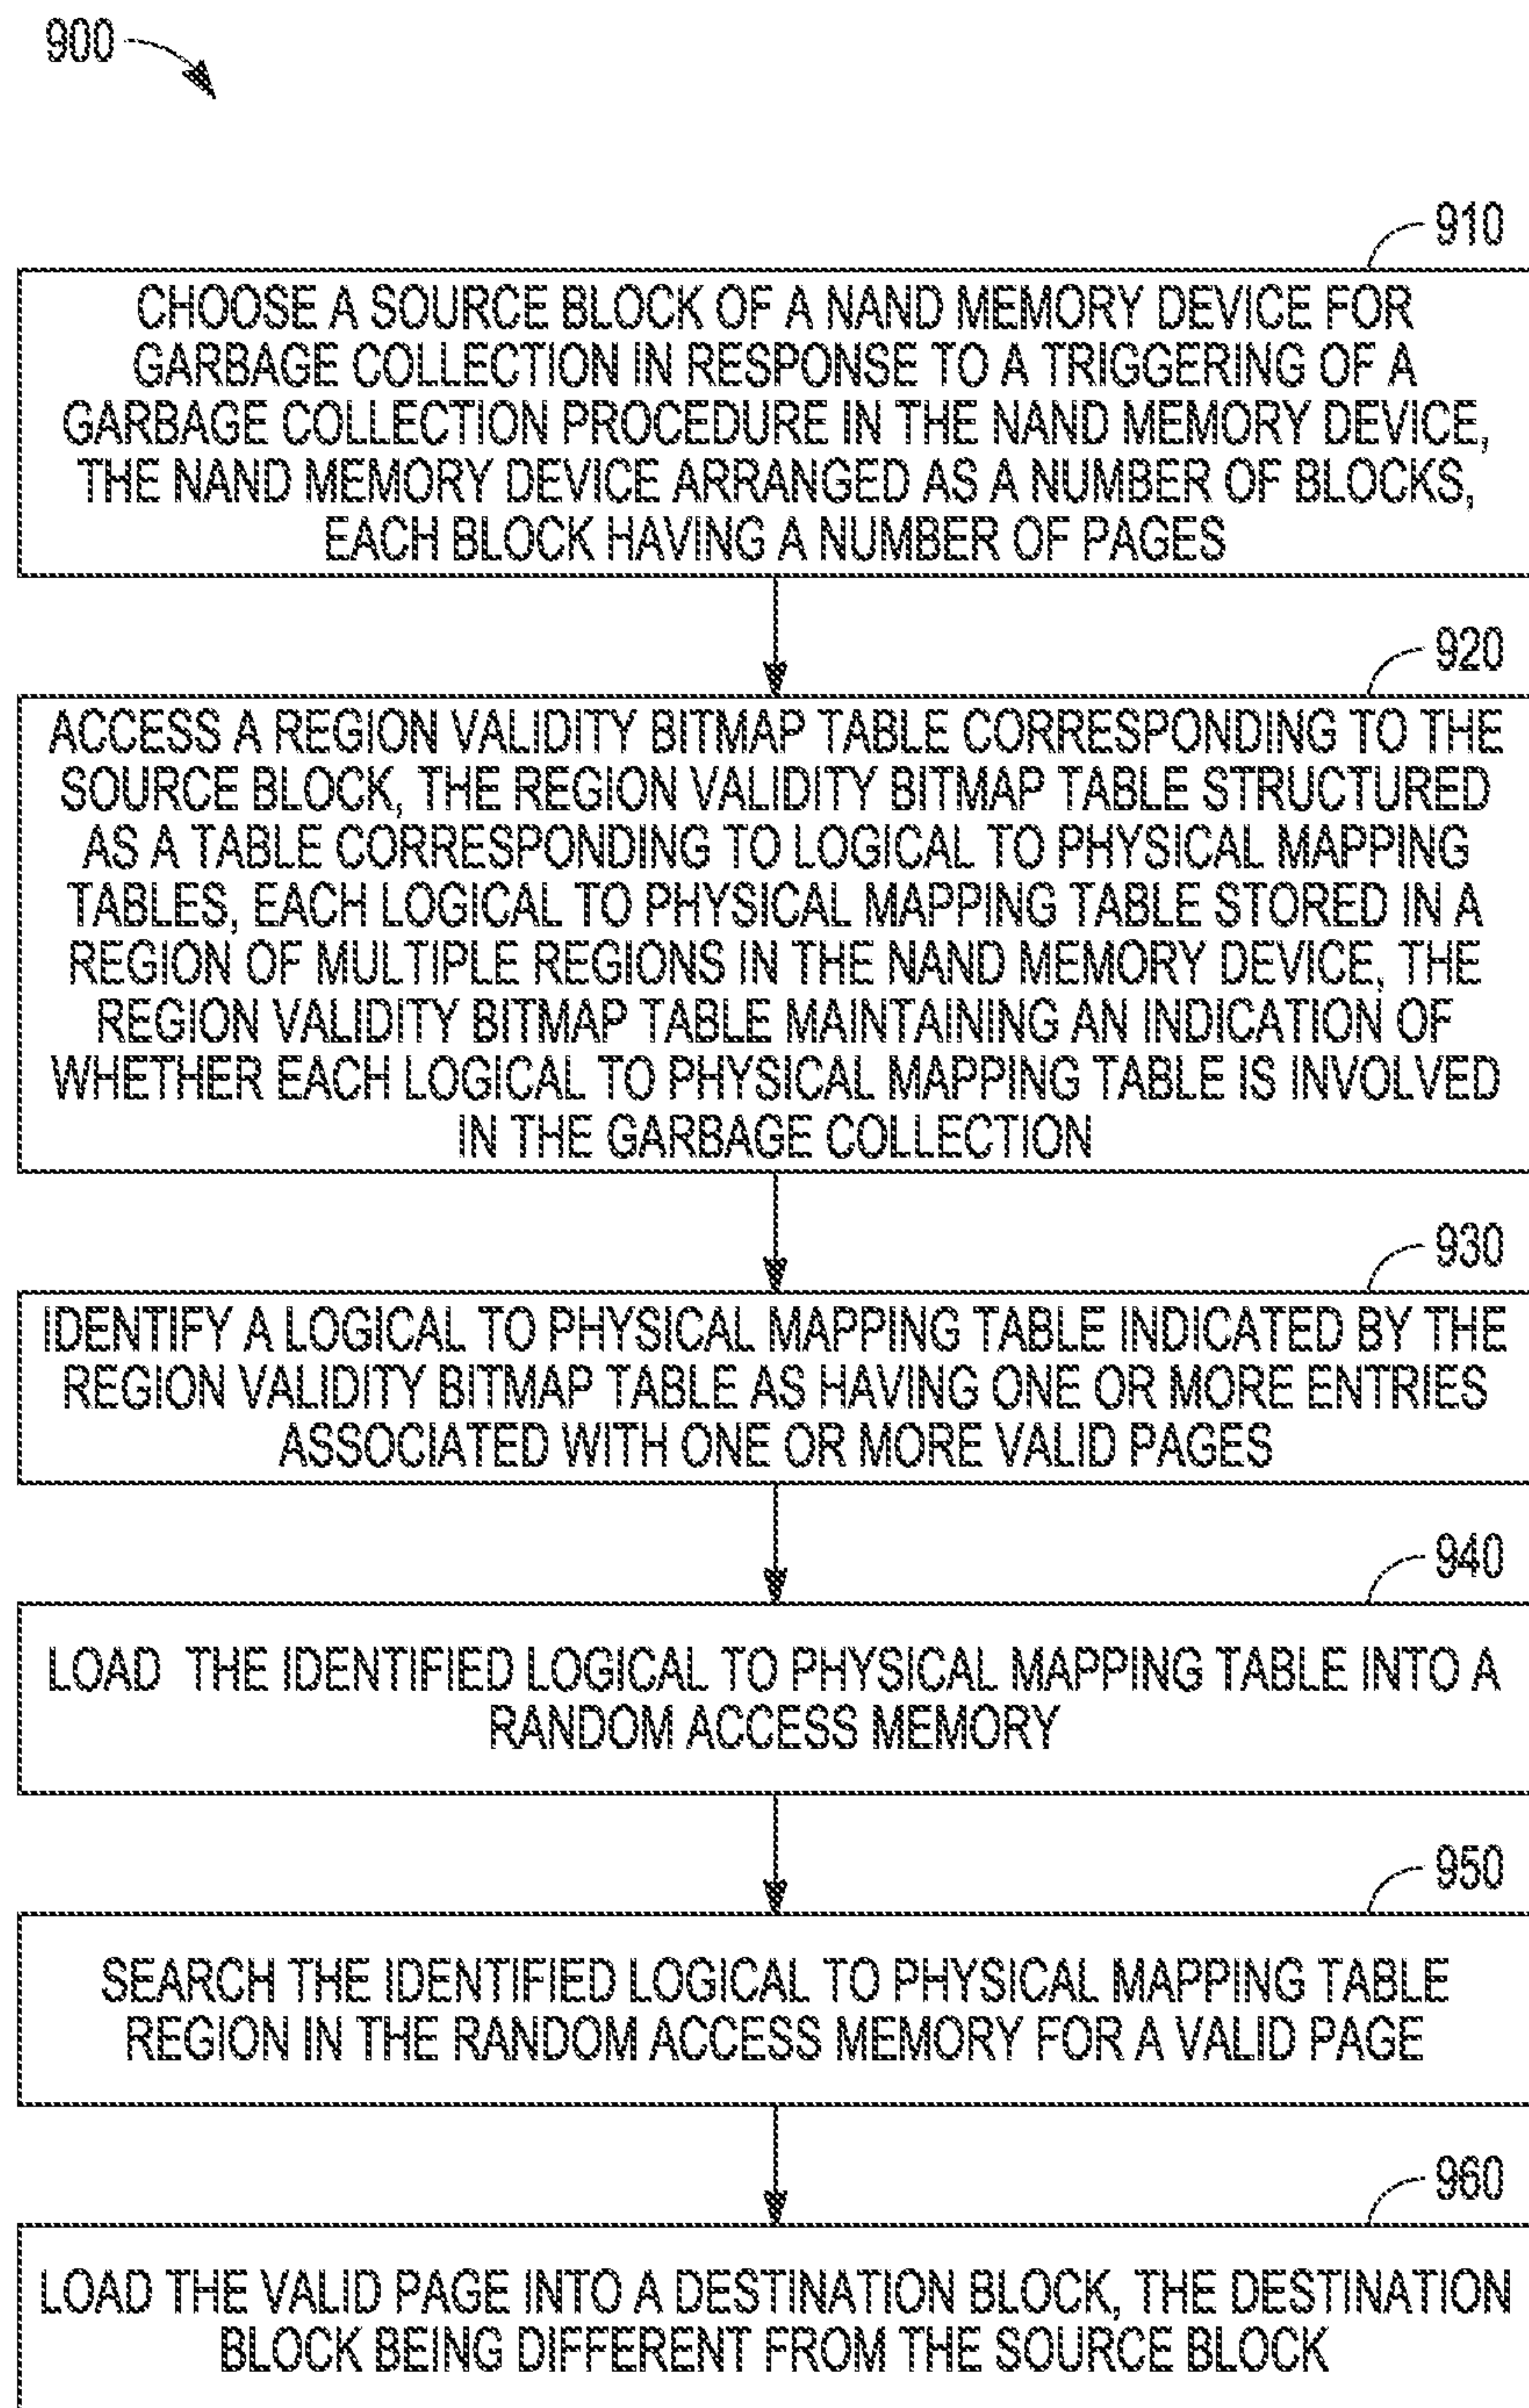 900
910
CHOOSE A SOURCE BLOCK OF A NAND MEMORY DEVICE FOR
GARBAGE COLLECTION IN RESPONSE TO A TRIGGERING OF A
GARBAGE COLLECTION PROCEDURE IN THE NAND MEMORY DEVICE,
THE NAND MEMORY DEVICE ARRANGED AS A NUMBER OF BLOCKS,
EACH BLOCK HAVING A NUMBER OF PAGES
920
ACCESS A REGION VALIDITY BITMAP TABLE CORRESPONDING TO THE
SOURCE BLOCK, THE REGION VALIDITY BITMAP TABLE STRUCTURED
AS A TABLE CORRESPONDING TO LOGICAL TO PHYSICAL MAPPING
TABLES, EACH LOGICAL TO PHYSICAL MAPPING TABLE STORED IN A
REGION OF MULTIPLE REGIONS IN THE NAND MEMORY DEVICE, THE
REGION VALIDITY BITMAP TABLE MAINTAINING AN INDICATION OF
WHETHER EACH LOGICAL TO PHYSICAL MAPPING TABLE IS INVOLVED
IN THE GARBAGE COLLECTION
930
IDENTIFY A LOGICAL TO PHYSICAL MAPPING TABLE INDICATED BY THE
REGION VALIDITY BITMAP TABLE AS HAVING ONE OR MORE ENTRIES
ASSOCIATED WITH ONE OR MORE VALID PAGES
940
LOAD THE IDENTIFIED LOGICAL TO PHYSICAL MAPPING TABLE INTO A
RANDOM ACCESS MEMORY
950
SEARCH THE IDENTIFIED LOGICAL TO PHYSICAL MAPPING TABLE
REGION IN THE RANDOM ACCESS MEMORY FOR A VALID PAGE
960
LOAD THE VALID PAGE INTO A DESTINATION BLOCK, THE DESTINATION
BLOCK BEING DIFFERENT FROM THE SOURCE BLOCK